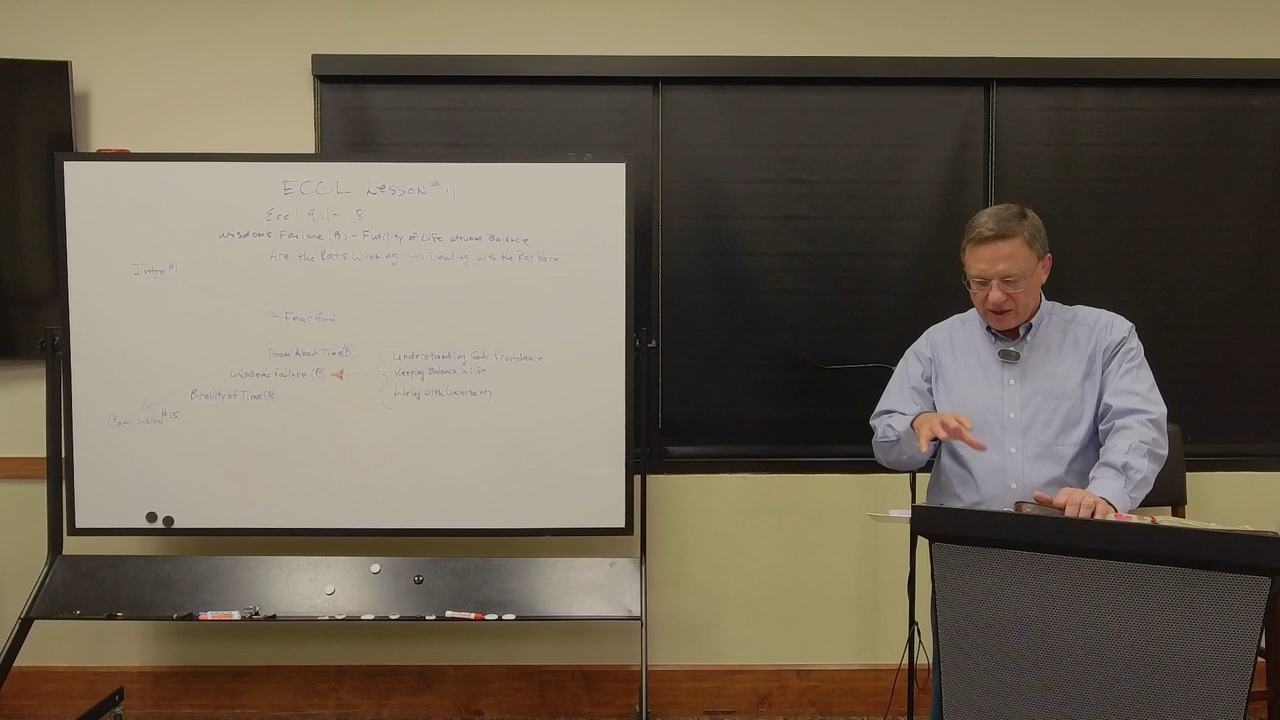 ECCL Lesson #11
Eccl 9:1-18
Wisdoms Failure (B) - Futility of Life without Balance
Are the Rats Winning -> Dealing with the Rat Race
Intro #1
Fear God
Poem About Time (B)
Understanding Gods Providence
Wisdoms failure (B)
Keeping Balance in Life
Brevity of Time (B)
Living with Uncertainty
Conclusion #15